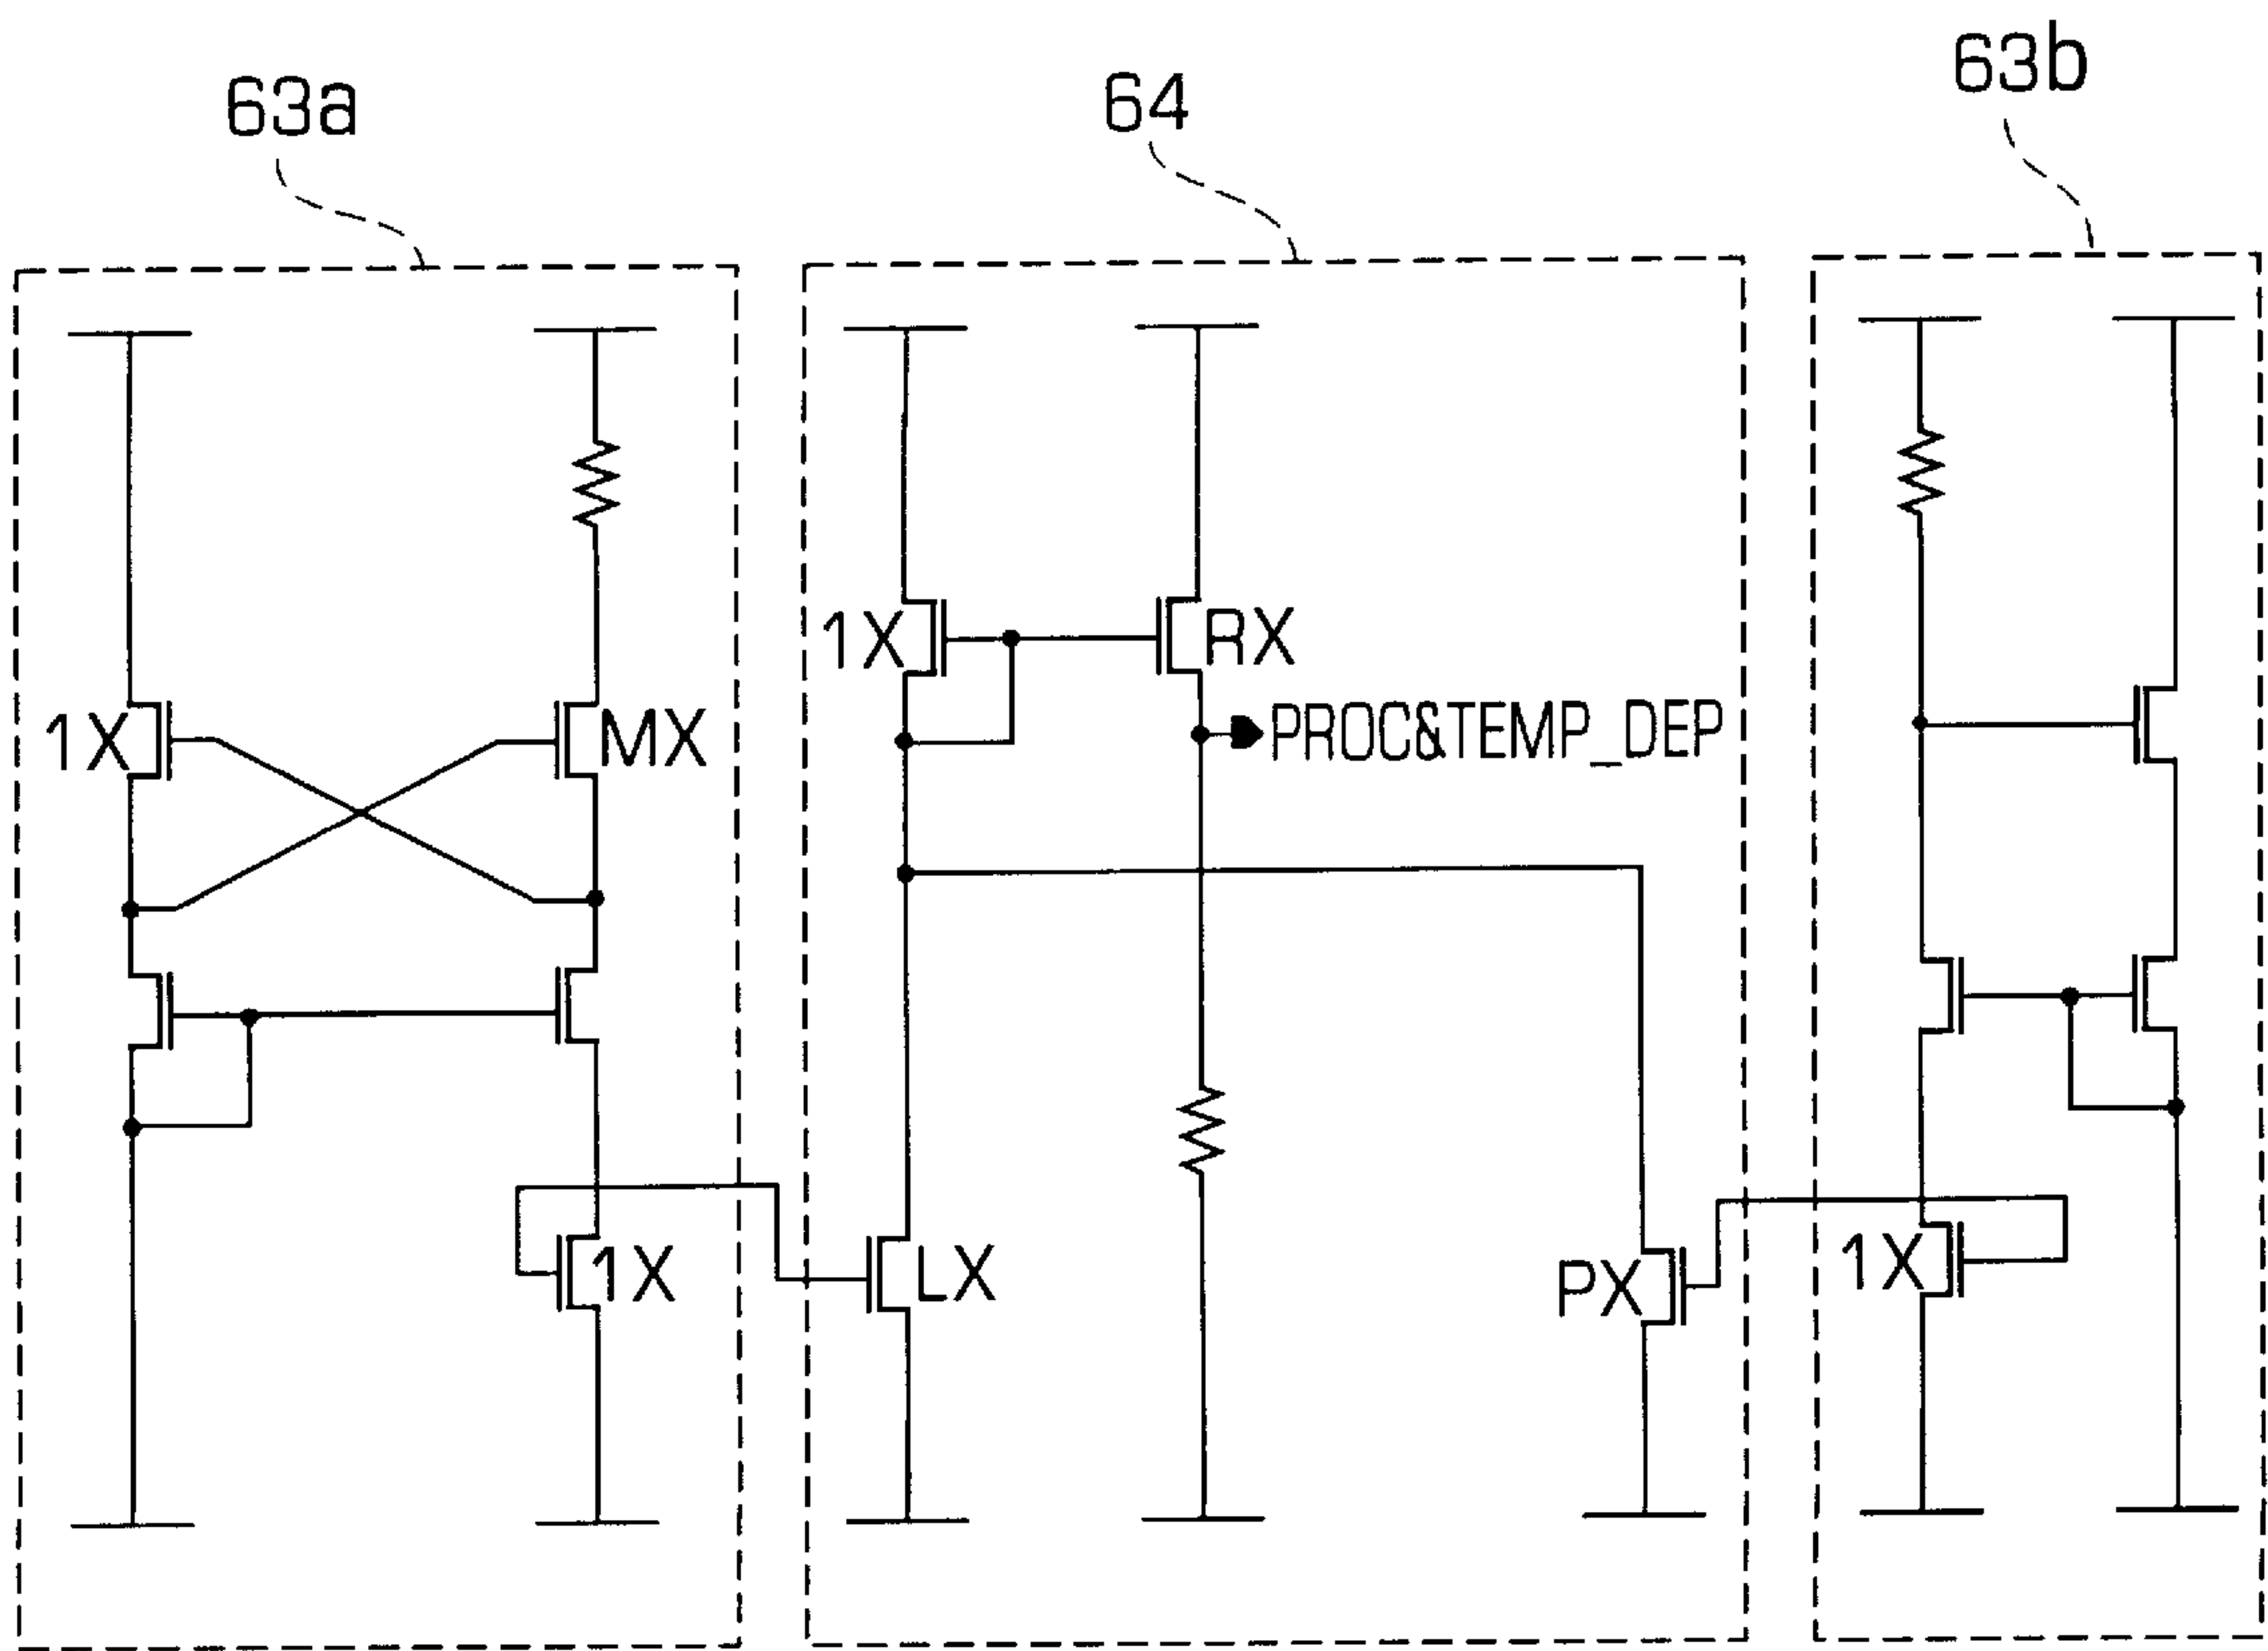 63a
64
63b
1X
RX
1X
MX
PROC&TEMP_DEP
1X
LX
PX
1X